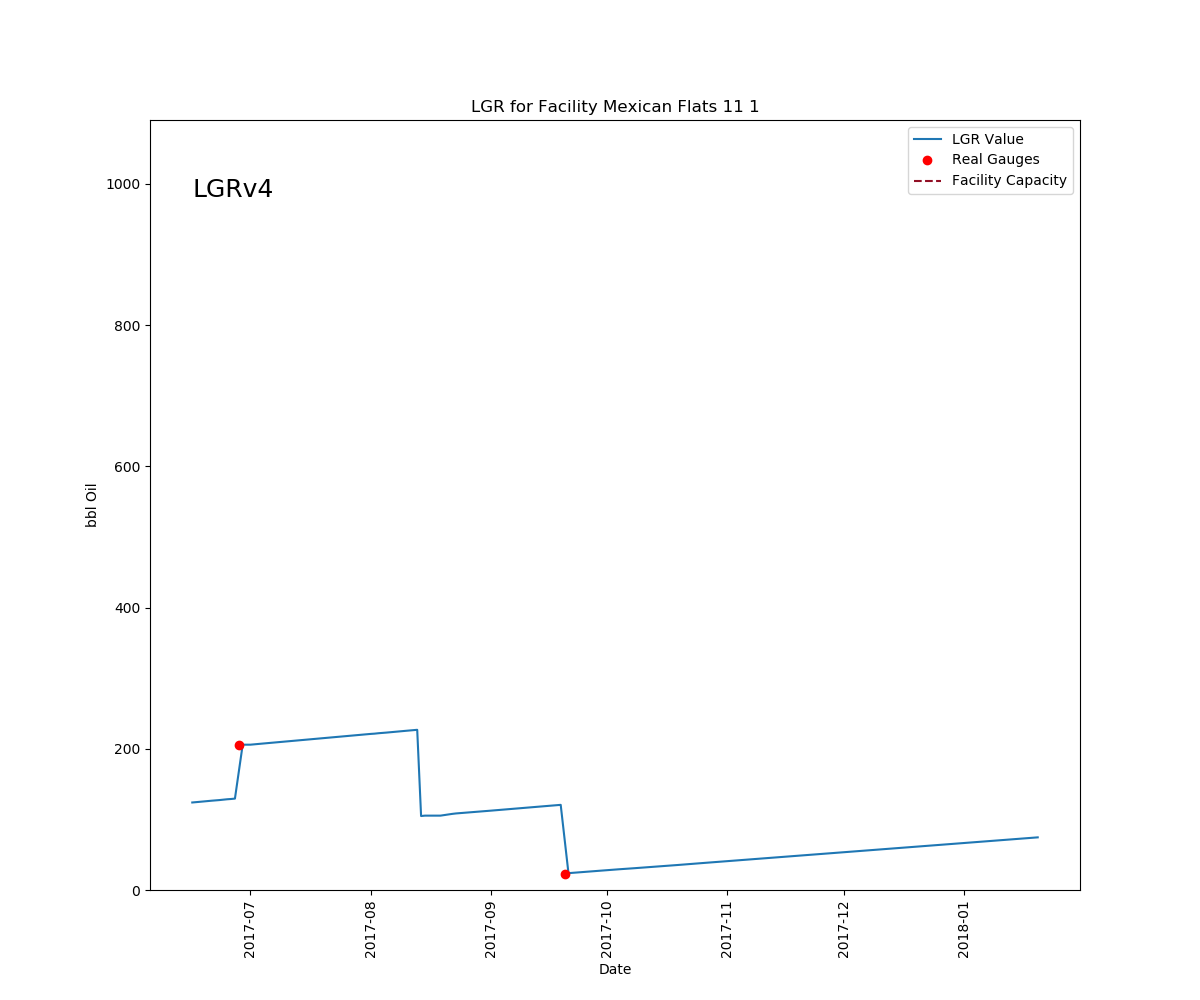 LGR for Facility Mexican Flats 11 1
LGRv4
LGR Value
Real Gauges
Facility Capacity
bbl Oil
1000
800
600
400
200
0
2017-07
2017-08
2017-09
2017-10
2017-11
2017-12
2018-01
Date